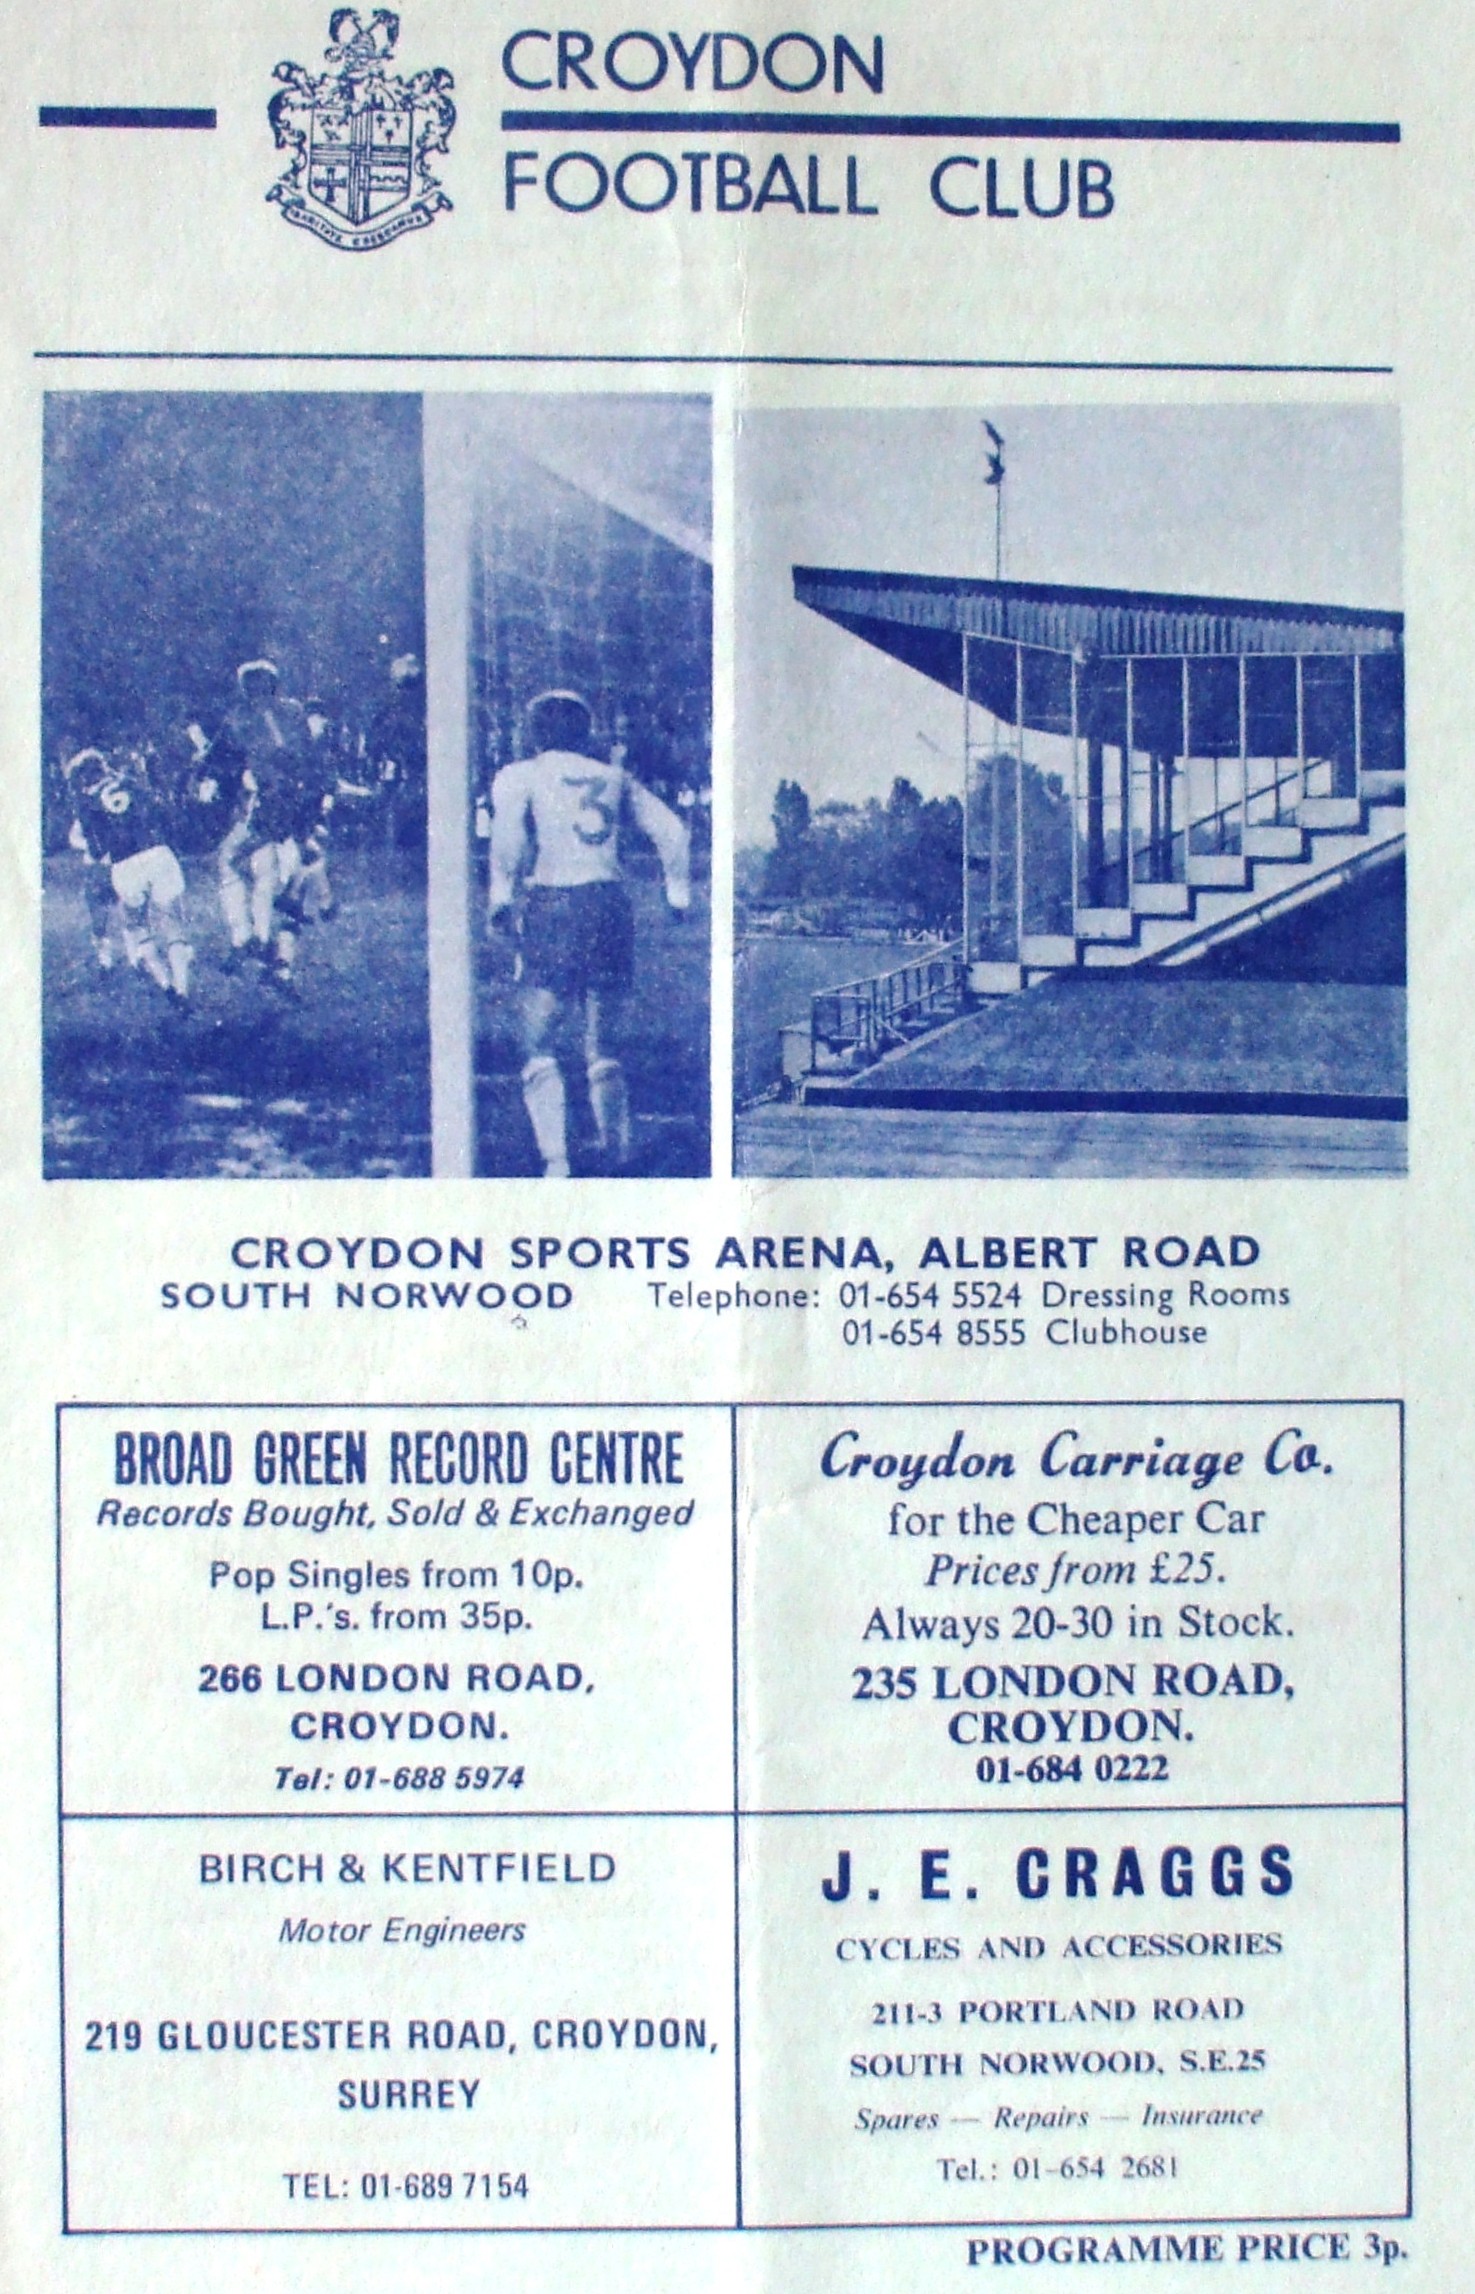 CROYDON
FOOTBALL CLUB
6
3
CROYDON SPORTS ARENA, ALBERT ROAD
SOUTH NORWOOD Telephone: 01-654 5524 Dressing Rooms
01-654 8555 Clubhouse
BROAD GREEN RECORD CENTRE
Records Bought, Sold & Exchanged
Pop Singles from 10p.
L.P.'s. from 35p.
266 LONDON ROAD,
CROYDON.
Tel: 01-688 5974
Croydon Carriage Co.
for the Cheaper Car
Prices from £25.
Always 20-30 in Stock.
235 LONDON ROAD,
CROYDON.
01-684 0222
BIRCH & KENTFIELD
Motor Engineers
219 GLOUCESTER ROAD, CROYDON,
SURREY
TEL: 01-689 7154
J. E. CRAGGS
CYCLES AND ACCESSORIES
211-3 PORTLAND ROAD
SOUTH NORWOOD, S.E.25
Spares — Repairs — Insurance
Tel.: 01-654 2681
PROGRAMME PRICE 3p.